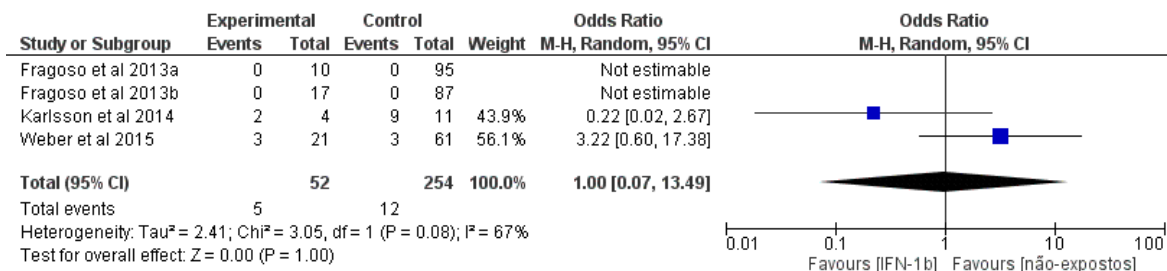 Experimental Control Odds Ratio Odds Ratio
Study or Subgroup Events Total Events Total Weight M-H, Random, 95% CI M-H, Random, 95% CI
Fragoso et al 2013a 0 10 0 95 Not estimable
Fragoso et al 2013b 0 17 0 87 Not estimable
Karlsson et al 2014 2 4 9 11 43.9% 0.22 [0.02, 2.67]
Weber et al 2015 3 21 3 61 56.1% 3.22 [0.60, 17.38]
Total (95% CI) 52 254 100.0% 1.00 [0.07, 13.49]
Total events 5 12
Heterogeneity: Tau² = 2.41; Chi² = 3.05, df = 1 (P = 0.08); I² = 67%
Test for overall effect: Z = 0.00 (P = 1.00)
0.01 0.1 1 10 100
Favours [IFN-1b] Favours [não-expostos]